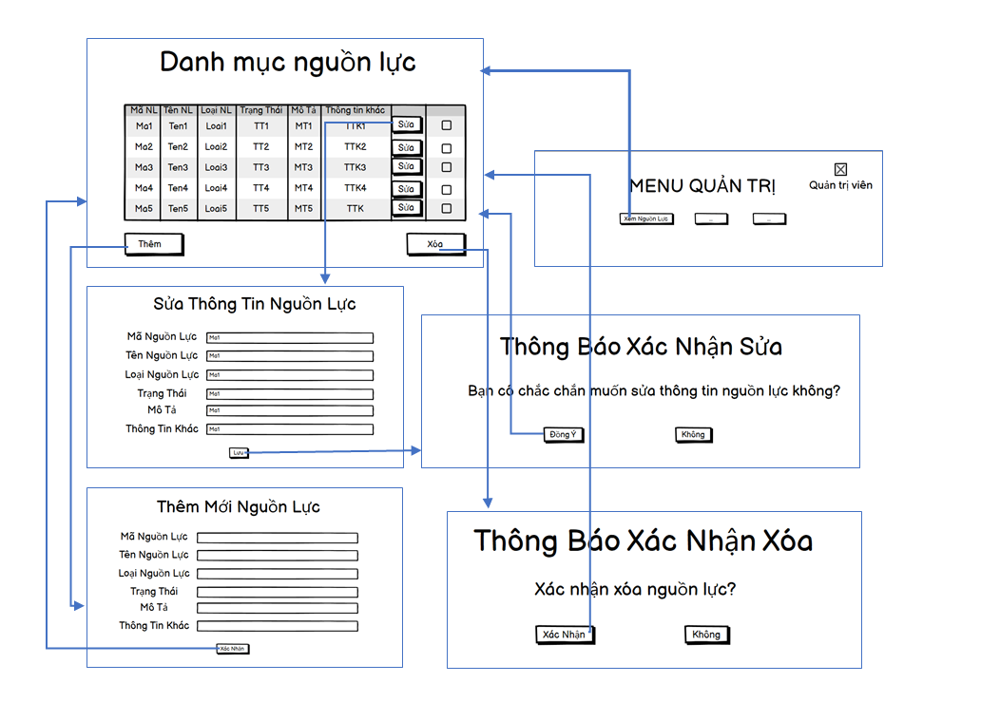 Danh mục nguồn lực
Mã NL Tên NL Loại NL Trạng Thái Mô Tả Thông tin khác
Ma1 Ten1 Loai1 TT1 MT1 TTK1 Sửa
Ma2 Ten2 Loai2 TT2 MT2 TTK2 Sửa
Ma3 Ten3 Loai3 TT3 MT3 TTK3 Sửa
Ma4 Ten4 Loai4 TT4 MT4 TTK4 Sửa
Ma5 Ten5 Loai5 TT5 MT5 TTK Sửa
Thêm Xóa
MENU QUẢN TRỊ
Quản trị viên
Xem Nguồn Lực ... ...
Sửa Thông Tin Nguồn Lực
Mã Nguồn Lực Ma1
Tên Nguồn Lực Ma1
Loại Nguồn Lực Ma1
Trạng Thái Ma1
Mô Tả Ma1
Thông Tin Khác Ma1
Lưu
Thông Báo Xác Nhận Sửa
Bạn có chắc chắn muốn sửa thông tin nguồn lực không?
Đồng Ý Không
Thêm Mới Nguồn Lực
Mã Nguồn Lực
Tên Nguồn Lực
Loại Nguồn Lực
Trạng Thái
Mô Tả
Thông Tin Khác
Xác Nhận
Thông Báo Xác Nhận Xóa
Xác nhận xóa nguồn lực?
Xác Nhận Không